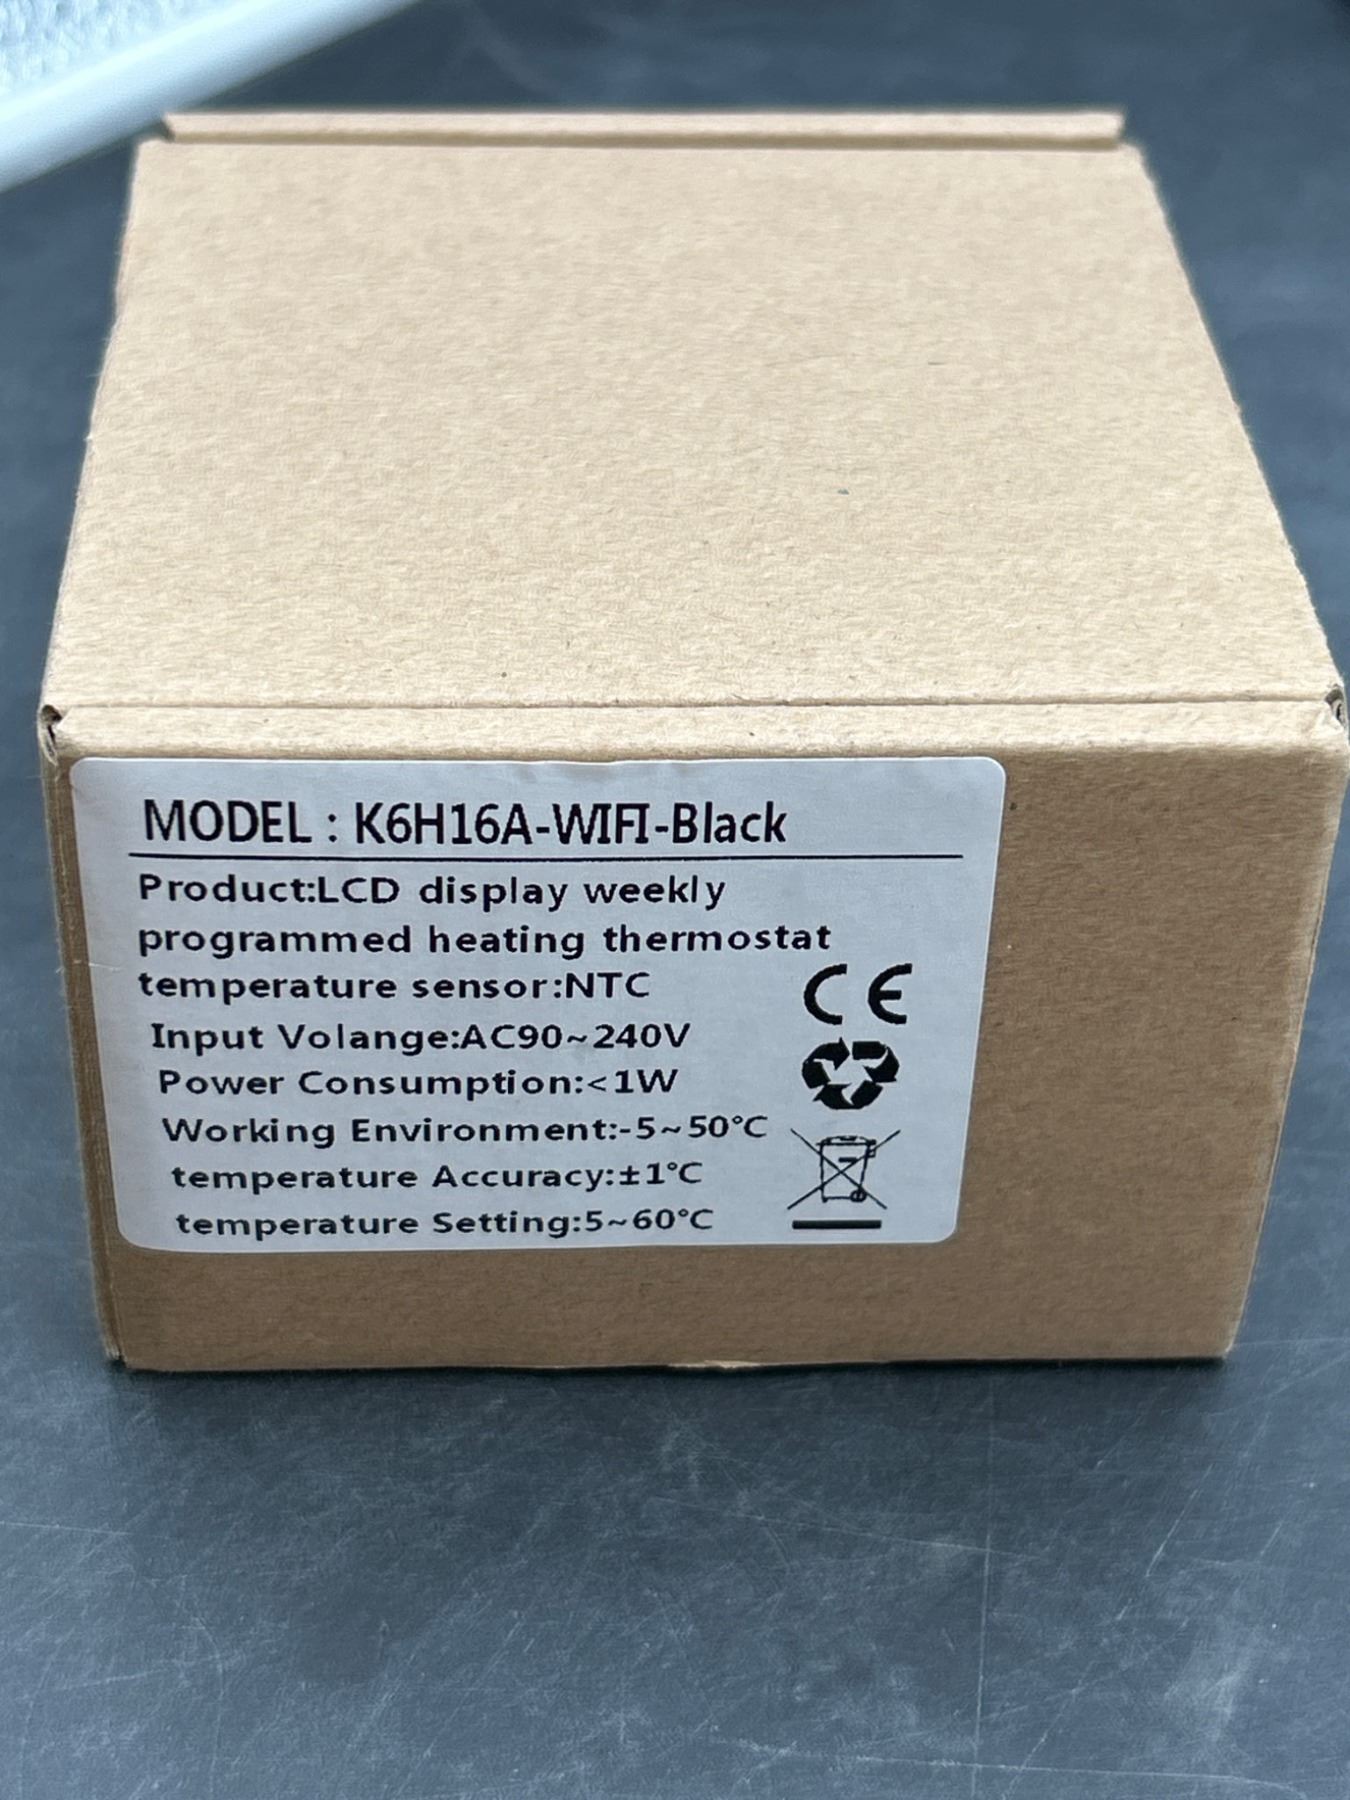 MODEL : K6H16A-WIFI-Black
Product:LCD display weekly
programmed heating thermostat
temperature sensor:NTC
Input Volange:AC90~240V
Power Consumption:<1W
Working Environment:-5~50°C
temperature Accuracy:±1°C
temperature Setting:5~60°C
CE